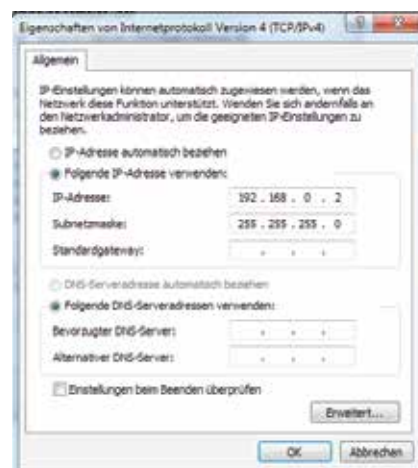 Eigenschaften von Internetprotokoll Version 4 (TCP/IPv4)
Allgemein
IP-Einstellungen können automatisch zugewiesen werden, wenn das
Netzwerk diese Funktion unterstützt. Wenden Sie sich andernfalls an
den Netzwerkadministrator, um die geeigneten IP-Einstellungen zu
beziehen.
IP-Adresse automatisch beziehen
Folgende IP-Adresse verwenden:
IP-Adresse: 192 . 168 . 0 . 2
Subnetzmaske: 255 . 255 . 255 . 0
Standardgateway: . . .
DNS-Serveradresse automatisch beziehen
Folgende DNS-Serveradressen verwenden:
Bevorzugter DNS-Server: . . .
Alternativer DNS-Server: . . .
Einstellungen beim Beenden überprüfen
Erweitert...
OK Abbrechen